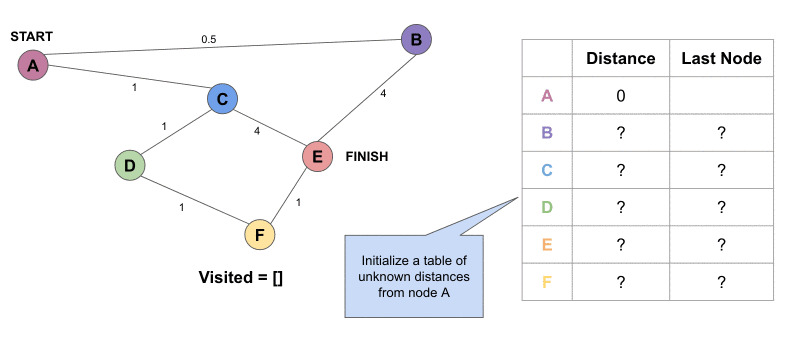 START
A
0.5
B
1
C
1
4
4
D
E
FINISH
1
1
F
Visited = []
Initialize a table of
unknown distances
from node A
Distance Last Node
A 0
B ? ?
C ? ?
D ? ?
E ? ?
F ? ?